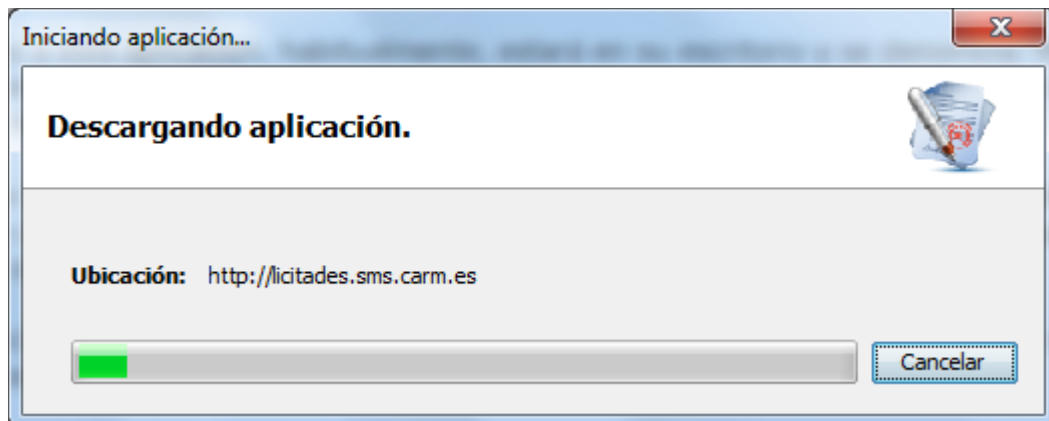 Iniciando aplicación...
Descargando aplicación.
Ubicación: http://licitades.sms.carm.es
Cancelar